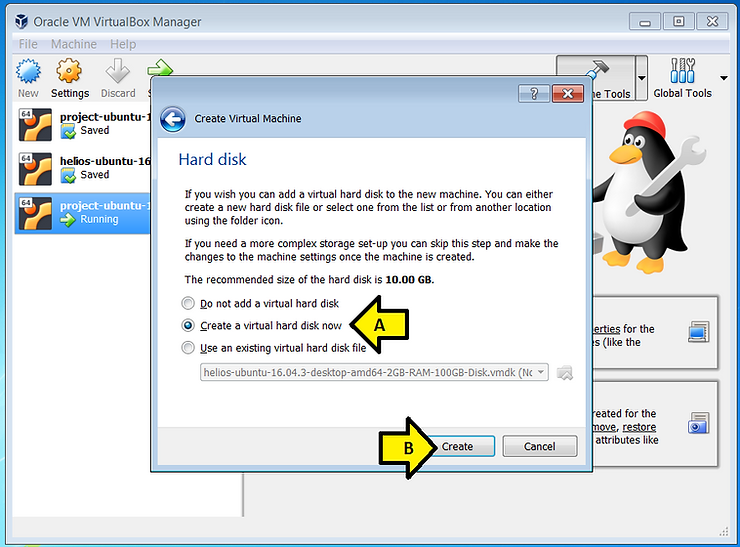 Oracle VM VirtualBox Manager
File Machine Help
New Settings Discard
Tools Global Tools
64 project-ubuntu-1
Saved
64 helios-ubuntu-16
Saved
64 project-ubuntu-1
Running
?
Create Virtual Machine
Hard disk
If you wish you can add a virtual hard disk to the new machine. You can either
create a new hard disk file or select one from the list or from another location
using the folder icon.
If you need a more complex storage set-up you can skip this step and make the
changes to the machine settings once the machine is created.
The recommended size of the hard disk is 10.00 GB.
Do not add a virtual hard disk
Create a virtual hard disk now
A
Use an existing virtual hard disk file
helios-ubuntu-16.04.3-desktop-amd64-2GB-RAM-100GB-Disk.vmdk (Nc
B
Create
Cancel
perties for the
s (like the
reated for the
move, restore
attributes like